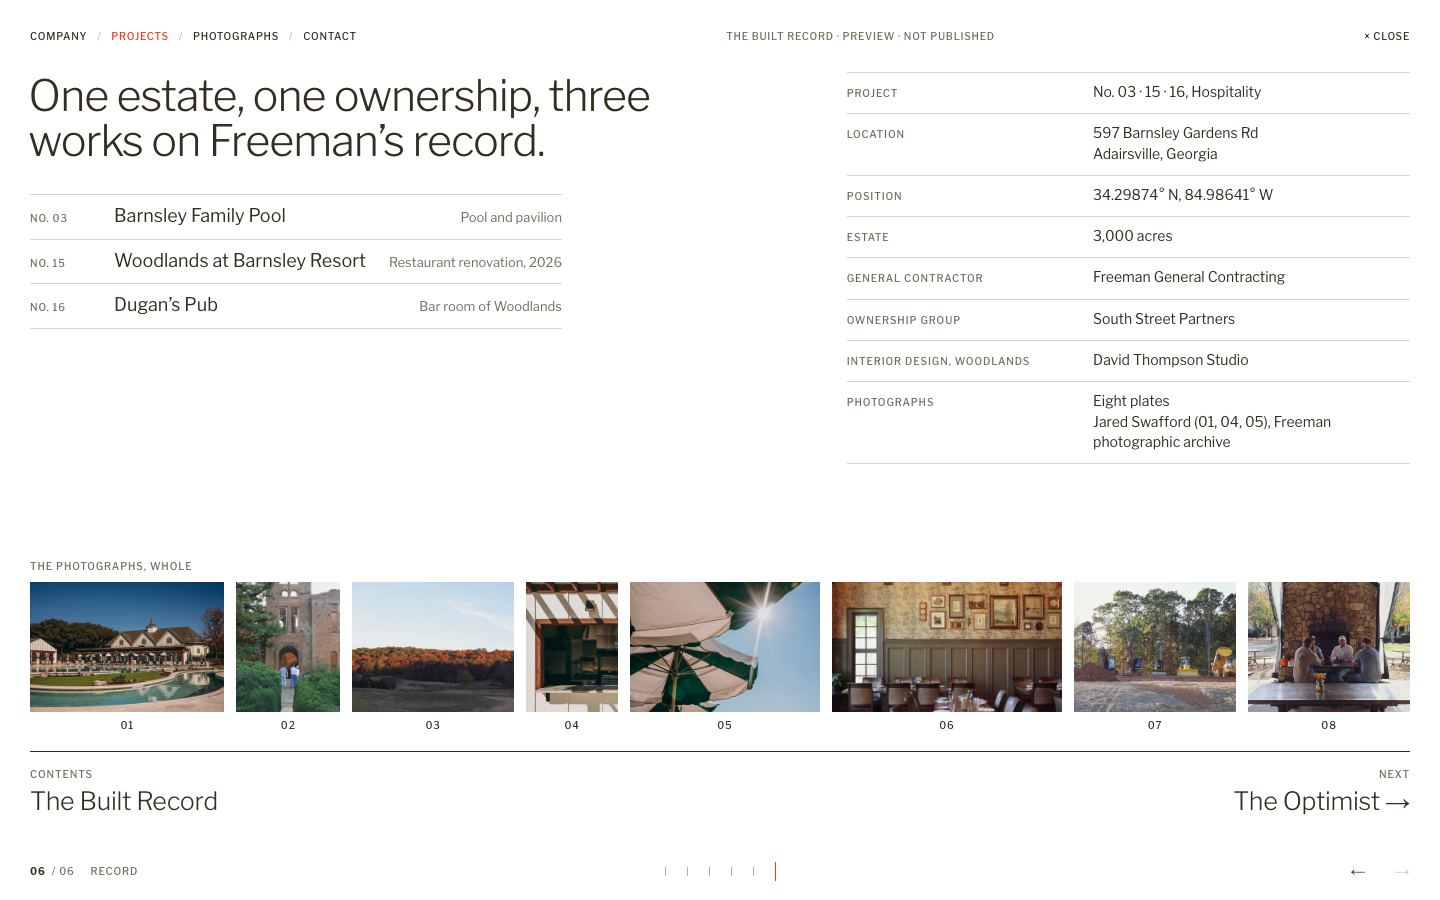 COMPANY / PROJECTS / PHOTOGRAPHS / CONTACT
THE BUILT RECORD · PREVIEW · NOT PUBLISHED
× CLOSE
One estate, one ownership, three
works on Freeman’s record.
NO. 03 Barnsley Family Pool Pool and pavilion
NO. 15 Woodlands at Barnsley Resort Restaurant renovation, 2026
NO. 16 Dugan’s Pub Bar room of Woodlands
PROJECT No. 03 · 15 · 16, Hospitality
LOCATION 597 Barnsley Gardens Rd
Adairsville, Georgia
POSITION 34.29874° N, 84.98641° W
ESTATE 3,000 acres
GENERAL CONTRACTOR Freeman General Contracting
OWNERSHIP GROUP South Street Partners
INTERIOR DESIGN, WOODLANDS David Thompson Studio
PHOTOGRAPHS Eight plates
Jared Swafford (01, 04, 05), Freeman
photographic archive
THE PHOTOGRAPHS, WHOLE
01 02 03 04 05 06 07 08
CONTENTS
The Built Record
NEXT
The Optimist →
06 / 06 RECORD
← →